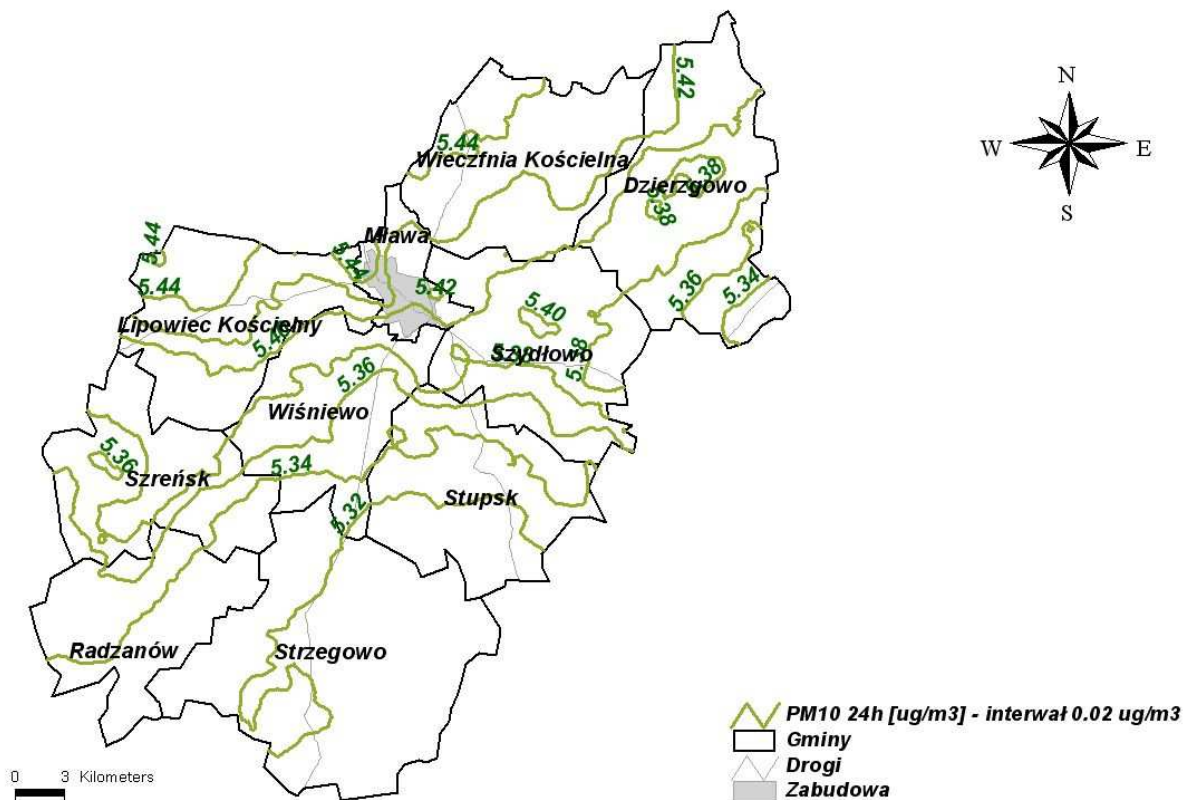 N
W E
S
5.42
5.44
Wieczfnia Kościelna
Dzierzgowo
5.38
5.38
Mława
5.44
5.44
5.44
5.42
5.36
5.34
5.40
Lipowiec Kościelny
Szydłowo
5.36
Wiśniewo
5.36
Szreńsk
5.34
Stupsk
5.32
Radzanów
Strzegowo
PM10 24h [ug/m3] - interwał 0.02 ug/m3
Gminy
Drogi
Zabudowa
0 3 Kilometers